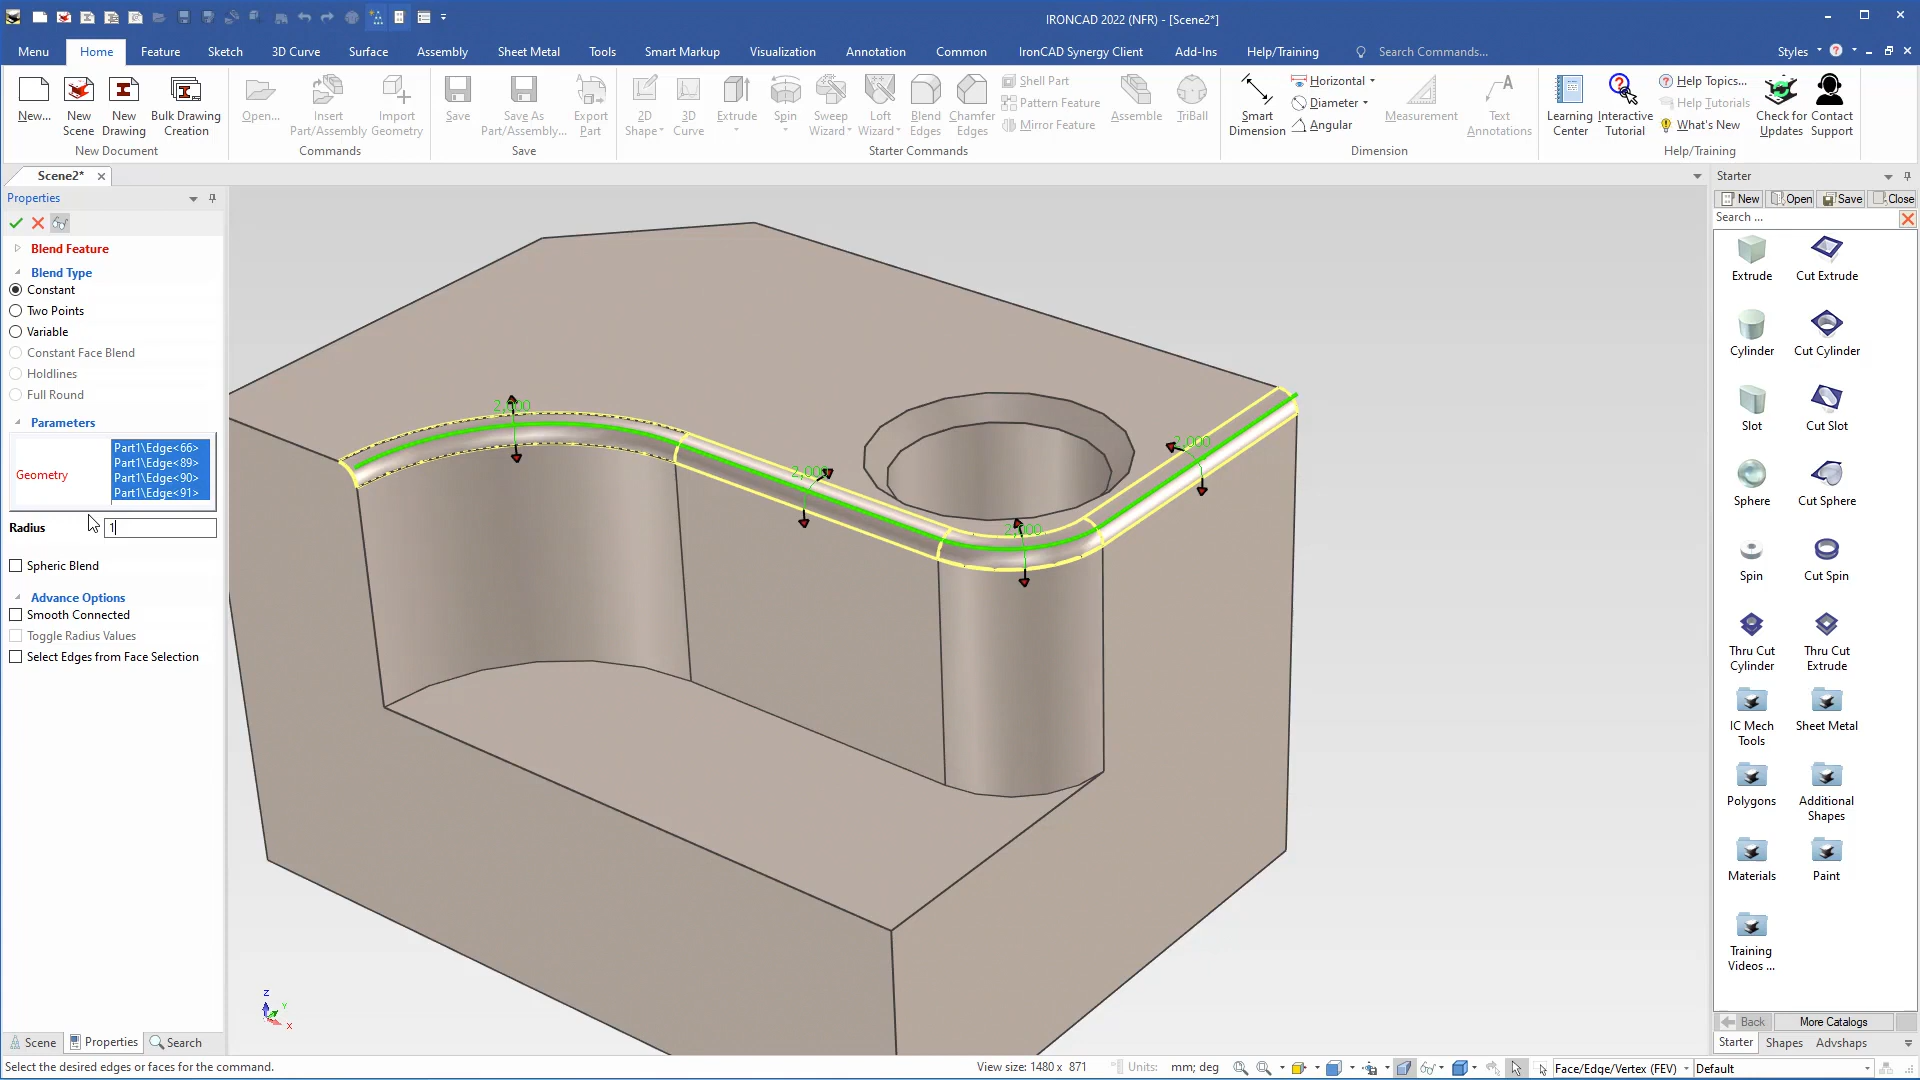 IRONCAD 2022 (NFR) - [Scene2*]
Menu Home Feature Sketch 3D Curve Surface Assembly Sheet Metal Tools Smart Markup Visualization Annotation Common IronCAD Synergy Client Add-Ins Help/Training Search Commands... Styles
New... New Scene New Drawing Bulk Drawing Creation
New Document
Open... Insert Part/Assembly Import Geometry
Commands
Save Save As Part/Assembly... Export Part
Save
2D Shape 3D Curve Extrude Spin Sweep Wizard Loft Wizard Blend Edges Chamfer Edges Shell Part Pattern Feature Mirror Feature Assemble TriBall
Starter Commands
Smart Dimension Horizontal Diameter Angular Measurement Text Annotations
Dimension
Learning Center Interactive Tutorial Help Topics... Help Tutorials What's New Check for Updates Contact Support
Help/Training
Scene2*
Properties
Blend Feature
Blend Type
Constant
Two Points
Variable
Constant Face Blend
Holdlines
Full Round
Parameters
Geometry
Part1\Edge<66>
Part1\Edge<89>
Part1\Edge<90>
Part1\Edge<91>
Radius 1
Spheric Blend
Advance Options
Smooth Connected
Toggle Radius Values
Select Edges from Face Selection
Scene Properties Search
2,000
2,000
2,000
2,000
Z
Y
X
Starter
New Open Save Close
Search ...
Extrude Cut Extrude
Cylinder Cut Cylinder
Slot Cut Slot
Sphere Cut Sphere
Spin Cut Spin
Thru Cut Cylinder Thru Cut Extrude
IC Mech Tools Sheet Metal
Polygons Additional Shapes
Materials Paint
Training Videos ...
Back More Catalogs
Starter Shapes Advshaps
Select the desired edges or faces for the command.
View size: 1480 x 871 Units: mm; deg Face/Edge/Vertex (FEV) Default